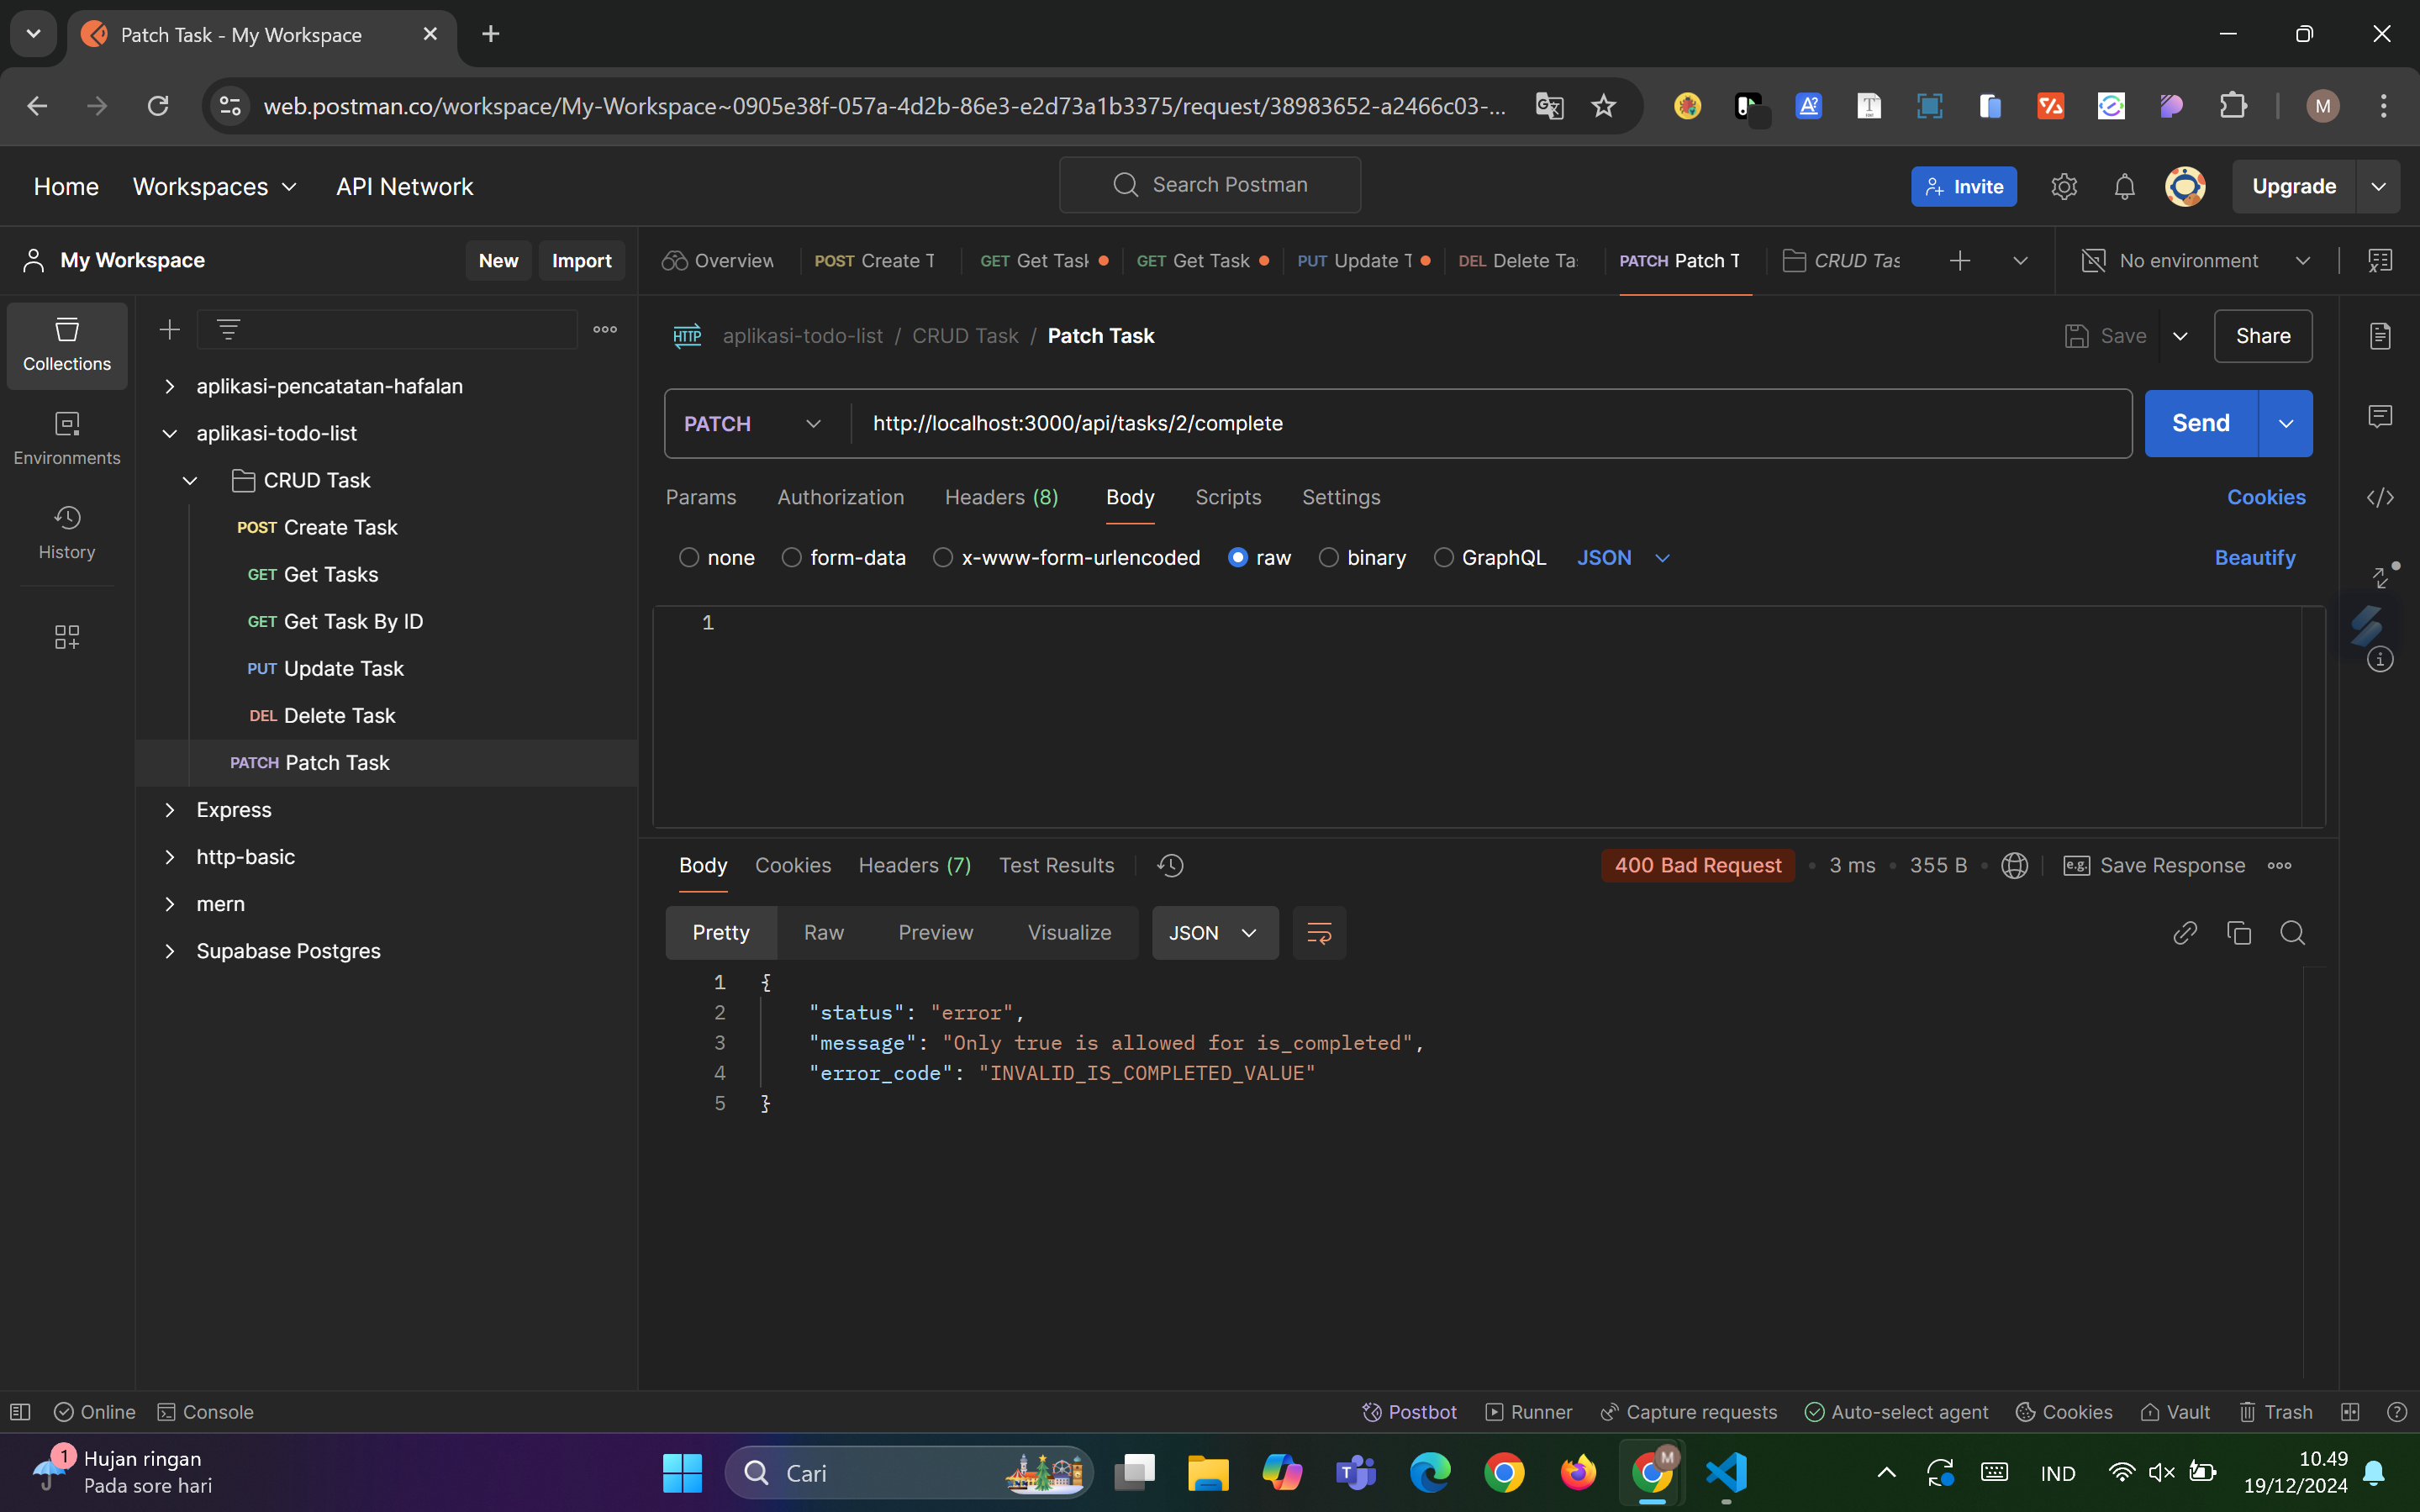 Patch Task - My Workspace
web.postman.co/workspace/My-Workspace~0905e38f-057a-4d2b-86e3-e2d73a1b3375/request/38983652-a2466c03-...
M
Home
Workspaces
API Network
Search Postman
Invite
Upgrade
My Workspace
New
Import
Overview
POST Create T
GET Get Task
GET Get Task
PUT Update T
DEL Delete Ta
PATCH Patch T
CRUD Tas
No environment
Collections
Environments
History
aplikasi-pencatatan-hafalan
aplikasi-todo-list
CRUD Task
POST Create Task
GET Get Tasks
GET Get Task By ID
PUT Update Task
DEL Delete Task
PATCH Patch Task
Express
http-basic
mern
Supabase Postgres
HTTP aplikasi-todo-list / CRUD Task / Patch Task
Save
Share
PATCH
http://localhost:3000/api/tasks/2/complete
Send
Params
Authorization
Headers (8)
Body
Scripts
Settings
Cookies
none
form-data
x-www-form-urlencoded
raw
binary
GraphQL
JSON
Beautify
1
Body
Cookies
Headers (7)
Test Results
400 Bad Request
3 ms
355 B
e.g. Save Response
Pretty
Raw
Preview
Visualize
JSON
1 {
2 "status": "error",
3 "message": "Only true is allowed for is_completed",
4 "error_code": "INVALID_IS_COMPLETED_VALUE"
5 }
Online
Console
Postbot
Runner
Capture requests
Auto-select agent
Cookies
Vault
Trash
1
Hujan ringan
Pada sore hari
Cari
M
IND
10.49
19/12/2024